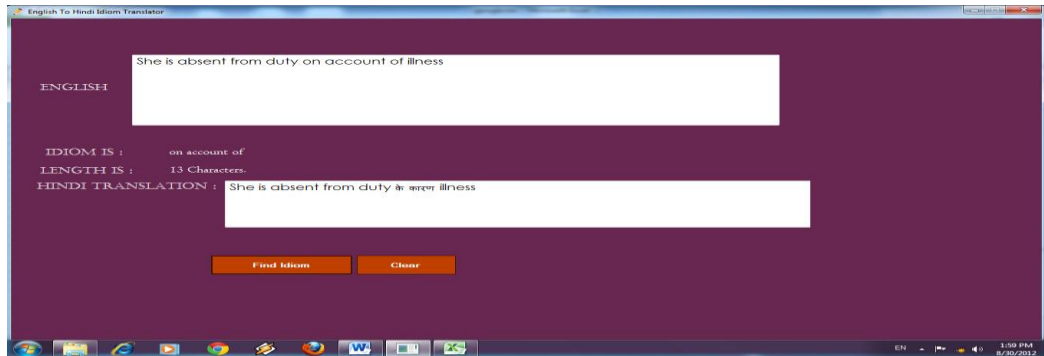 English To Hindi Idiom Translator
She is absent from duty on account of illness
ENGLISH
IDIOM IS : on account of
LENGTH IS : 13 Characters.
HINDI TRANSLATION : She is absent from duty के कारण illness
Find Idiom Clear
EN 1:59 PM
8/30/2012